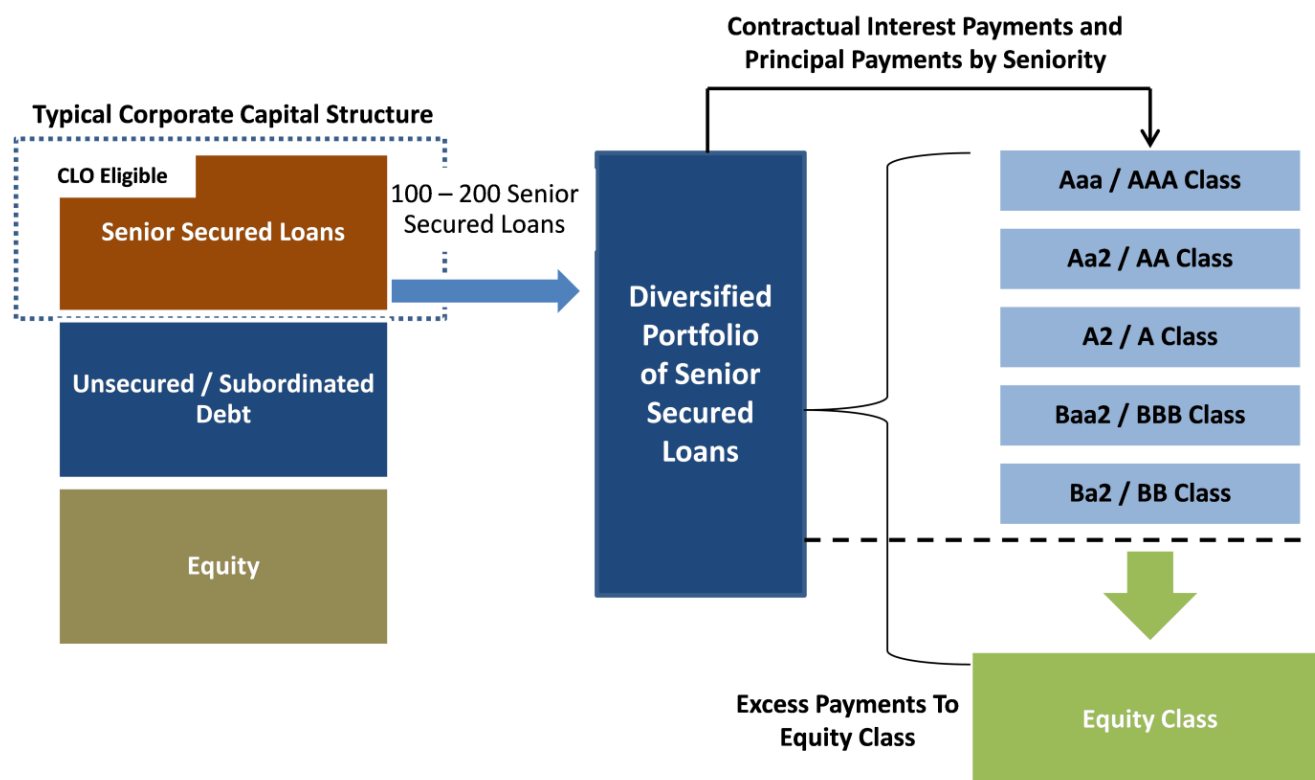 Contractual Interest Payments and
Principal Payments by Seniority
Typical Corporate Capital Structure
CLO Eligible
Senior Secured Loans
100 – 200 Senior
Secured Loans
Unsecured / Subordinated
Debt
Equity
Diversified
Portfolio
of Senior
Secured
Loans
Aaa / AAA Class
Aa2 / AA Class
A2 / A Class
Baa2 / BBB Class
Ba2 / BB Class
Excess Payments To
Equity Class
Equity Class